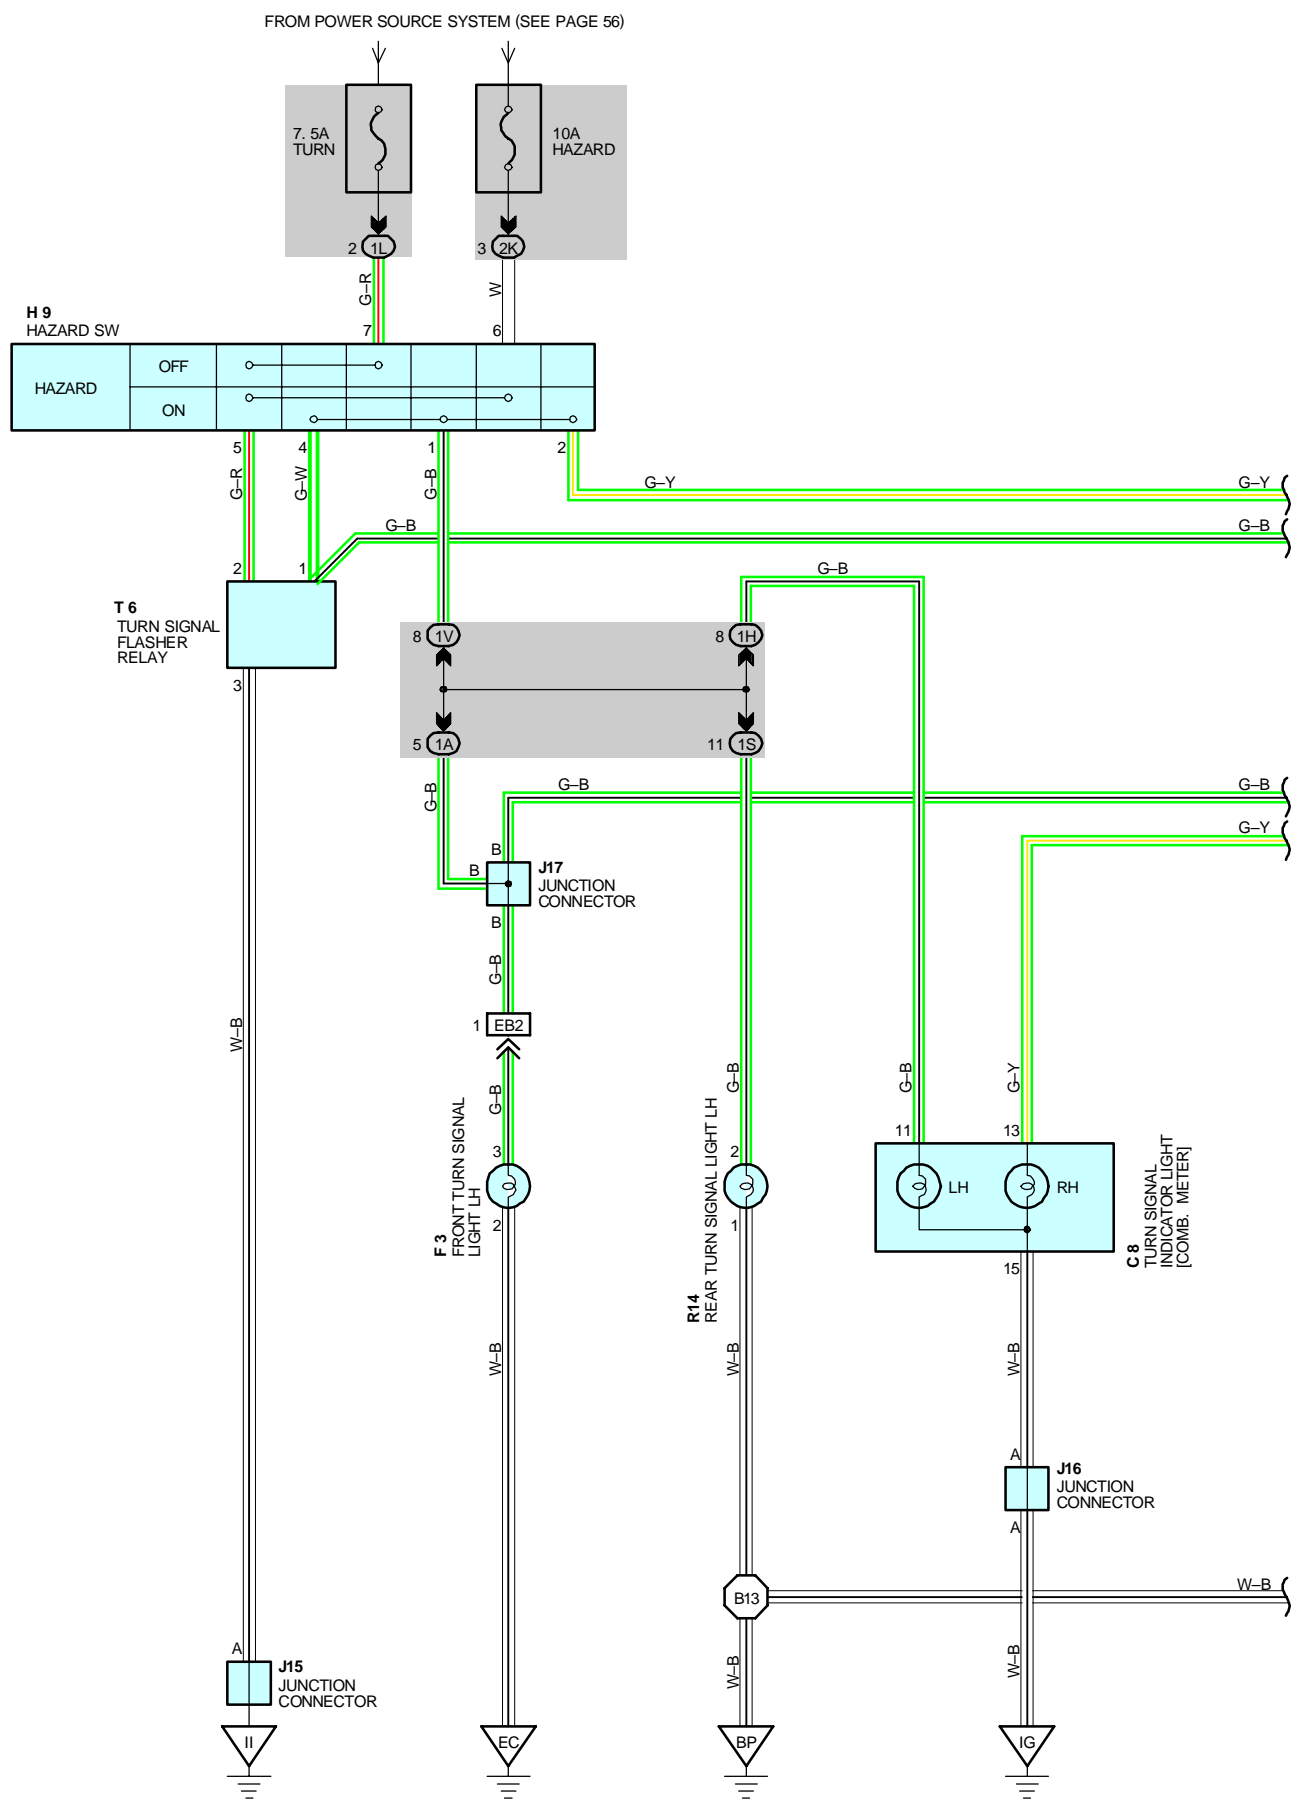 FROM POWER SOURCE SYSTEM (SEE PAGE 56)
7. 5A
TURN
10A
HAZARD
2 1L
3 2K
G–R
W
H 9
HAZARD SW
7
6
HAZARD
OFF
ON
5
4
1
2
G–R
G–W
G–B
G–Y
G–Y
G–B
G–B
2
1
G–B
T 6
TURN SIGNAL
FLASHER
RELAY
8 1V
8 1H
3
5 1A
11 1S
G–B
G–B
G–B
G–Y
B
B
J17
JUNCTION
CONNECTOR
B
G–B
1 EB2
W–B
G–B
G–B
G–B
G–Y
3
2
11
13
F 3
FRONT TURN SIGNAL
LIGHT LH
R14
REAR TURN SIGNAL LIGHT LH
LH
RH
C 8
TURN SIGNAL
INDICATOR LIGHT
[COMB. METER]
2
1
15
W–B
W–B
W–B
A
J16
JUNCTION
CONNECTOR
A
B13
W–B
A
J15
JUNCTION
CONNECTOR
W–B
W–B
II
EC
BP
IG